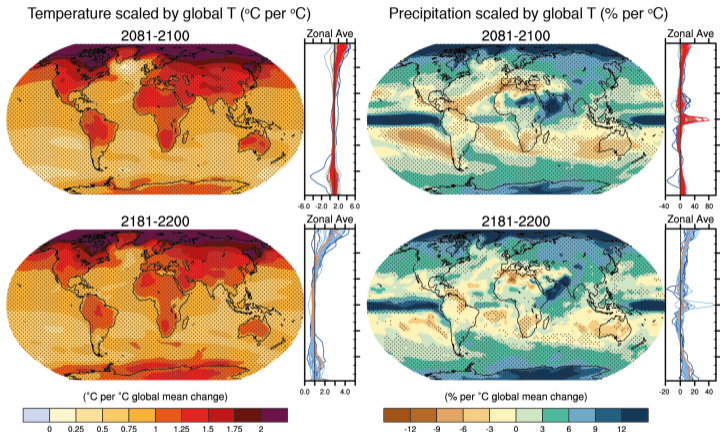 Temperature scaled by global T (°C per °C)
Precipitation scaled by global T (% per °C)
2081-2100
Zonal Ave
2081-2100
Zonal Ave
-6.0 -2.0 2.0 6.0
-40 0 40 80
2181-2200
Zonal Ave
2181-2200
Zonal Ave
0.0 2.0 4.0
-20 0 20 40
(°C per °C global mean change)
(% per °C global mean change)
0 0.25 0.5 0.75 1 1.25 1.5 1.75 2
-12 -9 -6 -3 0 3 6 9 12